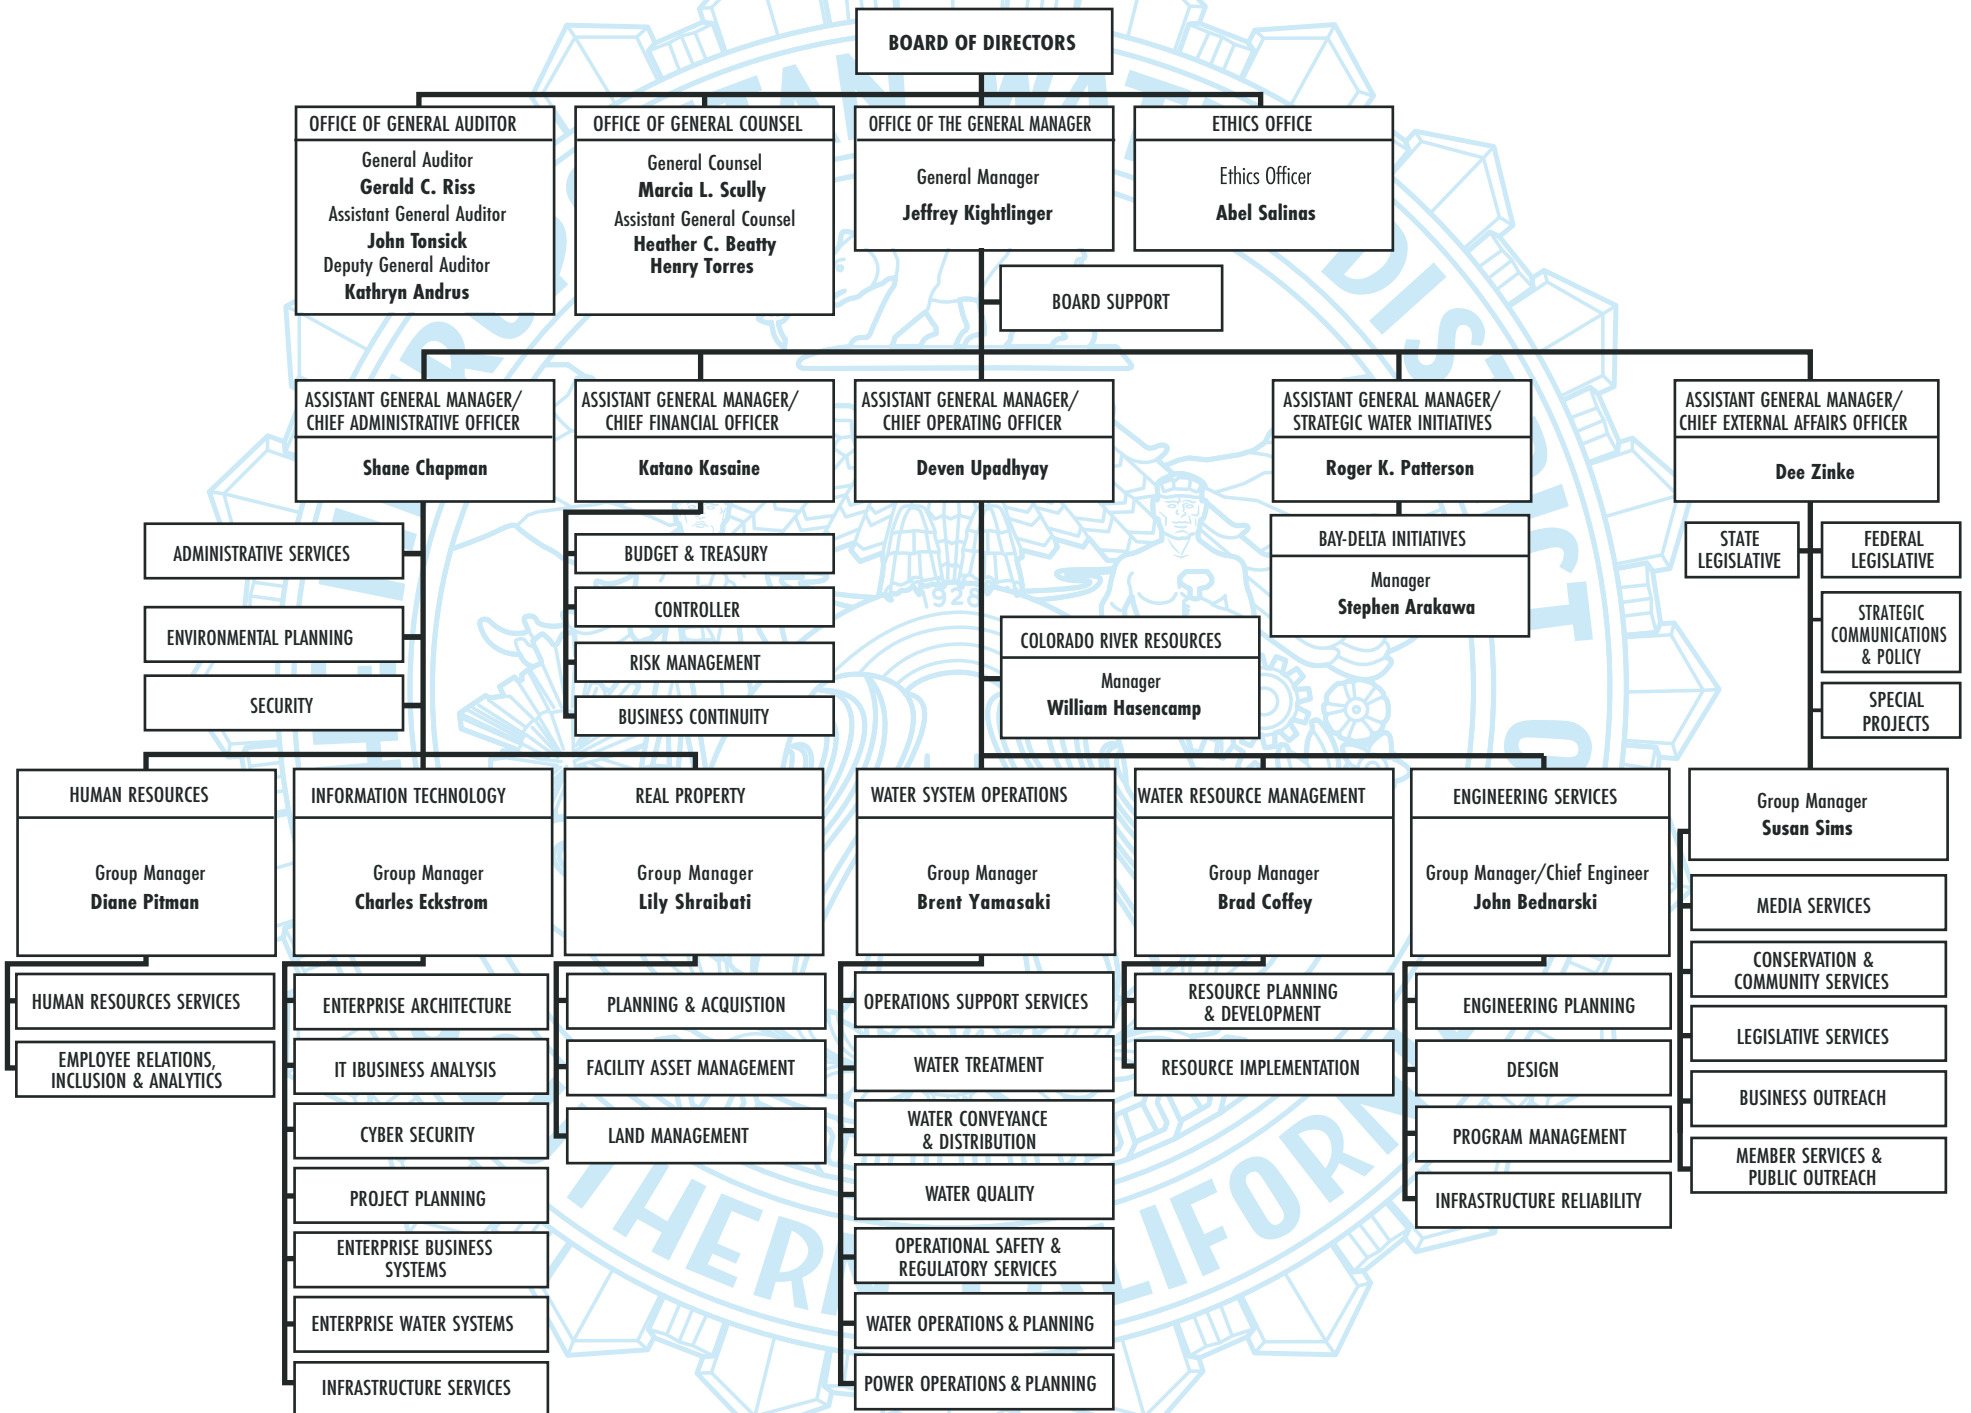 BOARD OF DIRECTORS
OFFICE OF GENERAL AUDITOR
General Auditor
Gerald C. Riss
Assistant General Auditor
John Tonsick
Deputy General Auditor
Kathryn Andrus
OFFICE OF GENERAL COUNSEL
General Counsel
Marcia L. Scully
Assistant General Counsel
Heather C. Beatty
Henry Torres
OFFICE OF THE GENERAL MANAGER
General Manager
Jeffrey Kightlinger
ETHICS OFFICE
Ethics Officer
Abel Salinas
BOARD SUPPORT
ASSISTANT GENERAL MANAGER/
CHIEF ADMINISTRATIVE OFFICER
Shane Chapman
ASSISTANT GENERAL MANAGER/
CHIEF FINANCIAL OFFICER
Katano Kasaine
ASSISTANT GENERAL MANAGER/
CHIEF OPERATING OFFICER
Deven Upadhyay
ASSISTANT GENERAL MANAGER/
STRATEGIC WATER INITIATIVES
Roger K. Patterson
ASSISTANT GENERAL MANAGER/
CHIEF EXTERNAL AFFAIRS OFFICER
Dee Zinke
ADMINISTRATIVE SERVICES
ENVIRONMENTAL PLANNING
SECURITY
BUDGET & TREASURY
CONTROLLER
RISK MANAGEMENT
BUSINESS CONTINUITY
1928
COLORADO RIVER RESOURCES
Manager
William Hasencamp
BAY-DELTA INITIATIVES
Manager
Stephen Arakawa
STATE
LEGISLATIVE
FEDERAL
LEGISLATIVE
STRATEGIC
COMMUNICATIONS
& POLICY
SPECIAL
PROJECTS
HUMAN RESOURCES
Group Manager
Diane Pitman
HUMAN RESOURCES SERVICES
EMPLOYEE RELATIONS,
INCLUSION & ANALYTICS
INFORMATION TECHNOLOGY
Group Manager
Charles Eckstrom
ENTERPRISE ARCHITECTURE
IT IBUSINESS ANALYSIS
CYBER SECURITY
PROJECT PLANNING
ENTERPRISE BUSINESS
SYSTEMS
ENTERPRISE WATER SYSTEMS
INFRASTRUCTURE SERVICES
REAL PROPERTY
Group Manager
Lily Shraibati
PLANNING & ACQUISTION
FACILITY ASSET MANAGEMENT
LAND MANAGEMENT
WATER SYSTEM OPERATIONS
Group Manager
Brent Yamasaki
OPERATIONS SUPPORT SERVICES
WATER TREATMENT
WATER CONVEYANCE
& DISTRIBUTION
WATER QUALITY
OPERATIONAL SAFETY &
REGULATORY SERVICES
WATER OPERATIONS & PLANNING
POWER OPERATIONS & PLANNING
WATER RESOURCE MANAGEMENT
Group Manager
Brad Coffey
RESOURCE PLANNING
& DEVELOPMENT
RESOURCE IMPLEMENTATION
ENGINEERING SERVICES
Group Manager/Chief Engineer
John Bednarski
ENGINEERING PLANNING
DESIGN
PROGRAM MANAGEMENT
INFRASTRUCTURE RELIABILITY
Group Manager
Susan Sims
MEDIA SERVICES
CONSERVATION &
COMMUNITY SERVICES
LEGISLATIVE SERVICES
BUSINESS OUTREACH
MEMBER SERVICES &
PUBLIC OUTREACH